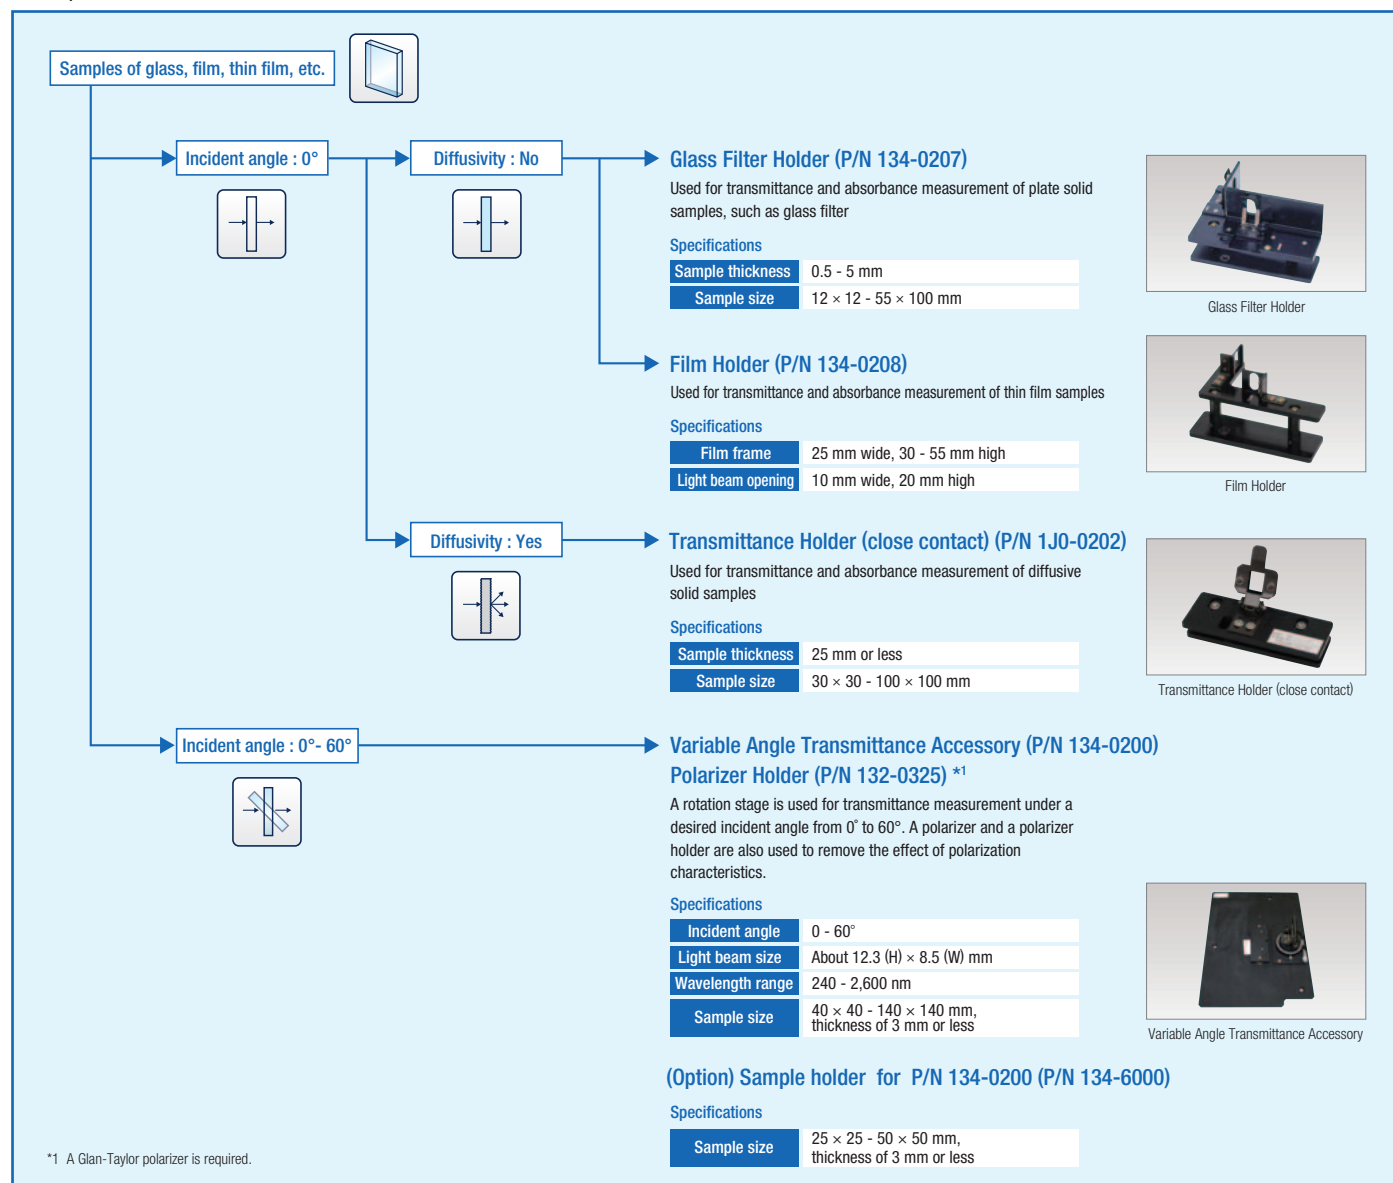 Samples of glass, film, thin film, etc.
Incident angle : 0°
Diffusivity : No
Glass Filter Holder (P/N 134-0207)
Used for transmittance and absorbance measurement of plate solid
samples, such as glass filter
Specifications
Sample thickness 0.5 - 5 mm
Sample size 12 × 12 - 55 × 100 mm
Glass Filter Holder
Film Holder (P/N 134-0208)
Used for transmittance and absorbance measurement of thin film samples
Specifications
Film frame 25 mm wide, 30 - 55 mm high
Light beam opening 10 mm wide, 20 mm high
Film Holder
Diffusivity : Yes
Transmittance Holder (close contact) (P/N 1J0-0202)
Used for transmittance and absorbance measurement of diffusive
solid samples
Specifications
Sample thickness 25 mm or less
Sample size 30 × 30 - 100 × 100 mm
Transmittance Holder (close contact)
Incident angle : 0°- 60°
Variable Angle Transmittance Accessory (P/N 134-0200)
Polarizer Holder (P/N 132-0325) *1
A rotation stage is used for transmittance measurement under a
desired incident angle from 0° to 60°. A polarizer and a polarizer
holder are also used to remove the effect of polarization
characteristics.
Specifications
Incident angle 0 - 60°
Light beam size About 12.3 (H) × 8.5 (W) mm
Wavelength range 240 - 2,600 nm
Sample size 40 × 40 - 140 × 140 mm,
thickness of 3 mm or less
Variable Angle Transmittance Accessory
(Option) Sample holder for P/N 134-0200 (P/N 134-6000)
Specifications
Sample size 25 × 25 - 50 × 50 mm,
thickness of 3 mm or less
*1 A Glan-Taylor polarizer is required.